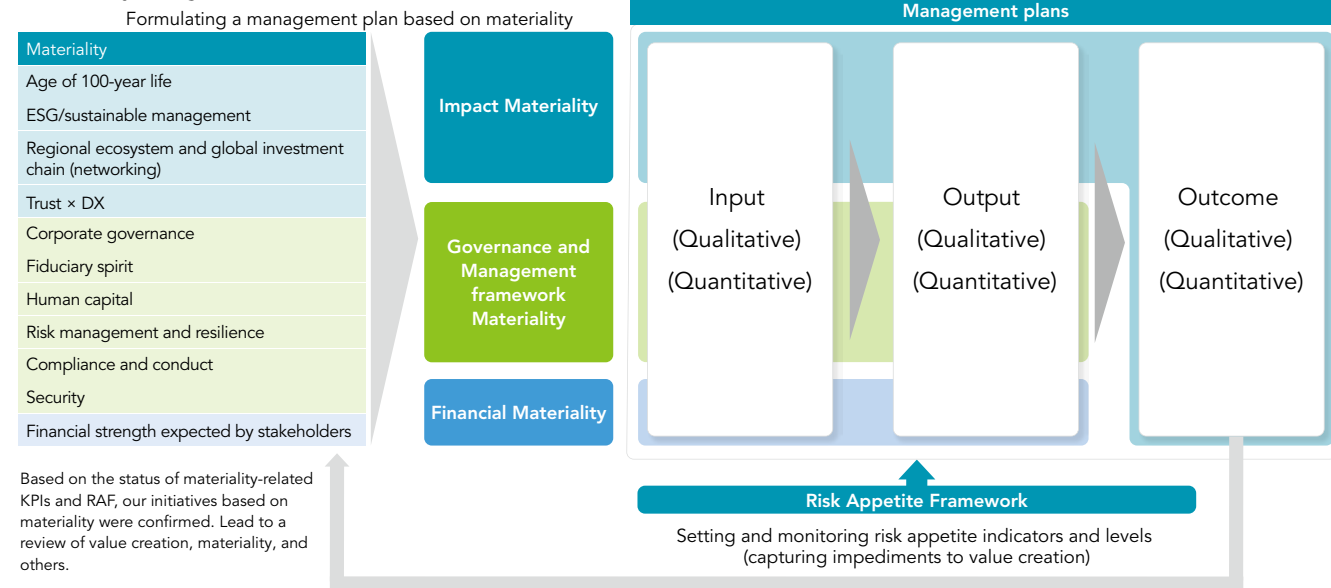 Formulating a management plan based on materiality
Management plans
Materiality
Age of 100-year life
ESG/sustainable management
Regional ecosystem and global investment
chain (networking)
Trust × DX
Corporate governance
Fiduciary spirit
Human capital
Risk management and resilience
Compliance and conduct
Security
Financial strength expected by stakeholders
Impact Materiality
Governance and
Management
framework
Materiality
Financial Materiality
Input
(Qualitative)
(Quantitative)
Output
(Qualitative)
(Quantitative)
Outcome
(Qualitative)
(Quantitative)
Based on the status of materiality-related
KPIs and RAF, our initiatives based on
materiality were confirmed. Lead to a
review of value creation, materiality, and
others.
Risk Appetite Framework
Setting and monitoring risk appetite indicators and levels
(capturing impediments to value creation)